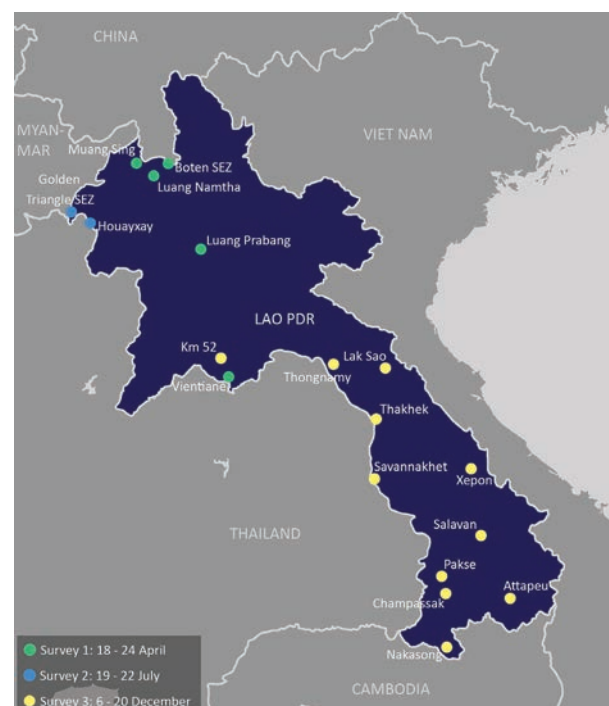 CHINA
MYAN-
MAR
VIET NAM
Muang Sing
Boten SEZ
Luang Namtha
Golden
Triangle SEZ
Houayxay
Luang Prabang
LAO PDR
Km 52
Lak Sao
Thongnamy
Vientiane
Thakhek
Savannakhet
Xepon
Salavan
THAILAND
Pakse
Attapeu
Champassak
Nakasong
Survey 1: 18 - 24 April
Survey 2: 19 - 22 July
Survey 3: 6 - 20 December
CAMBODIA